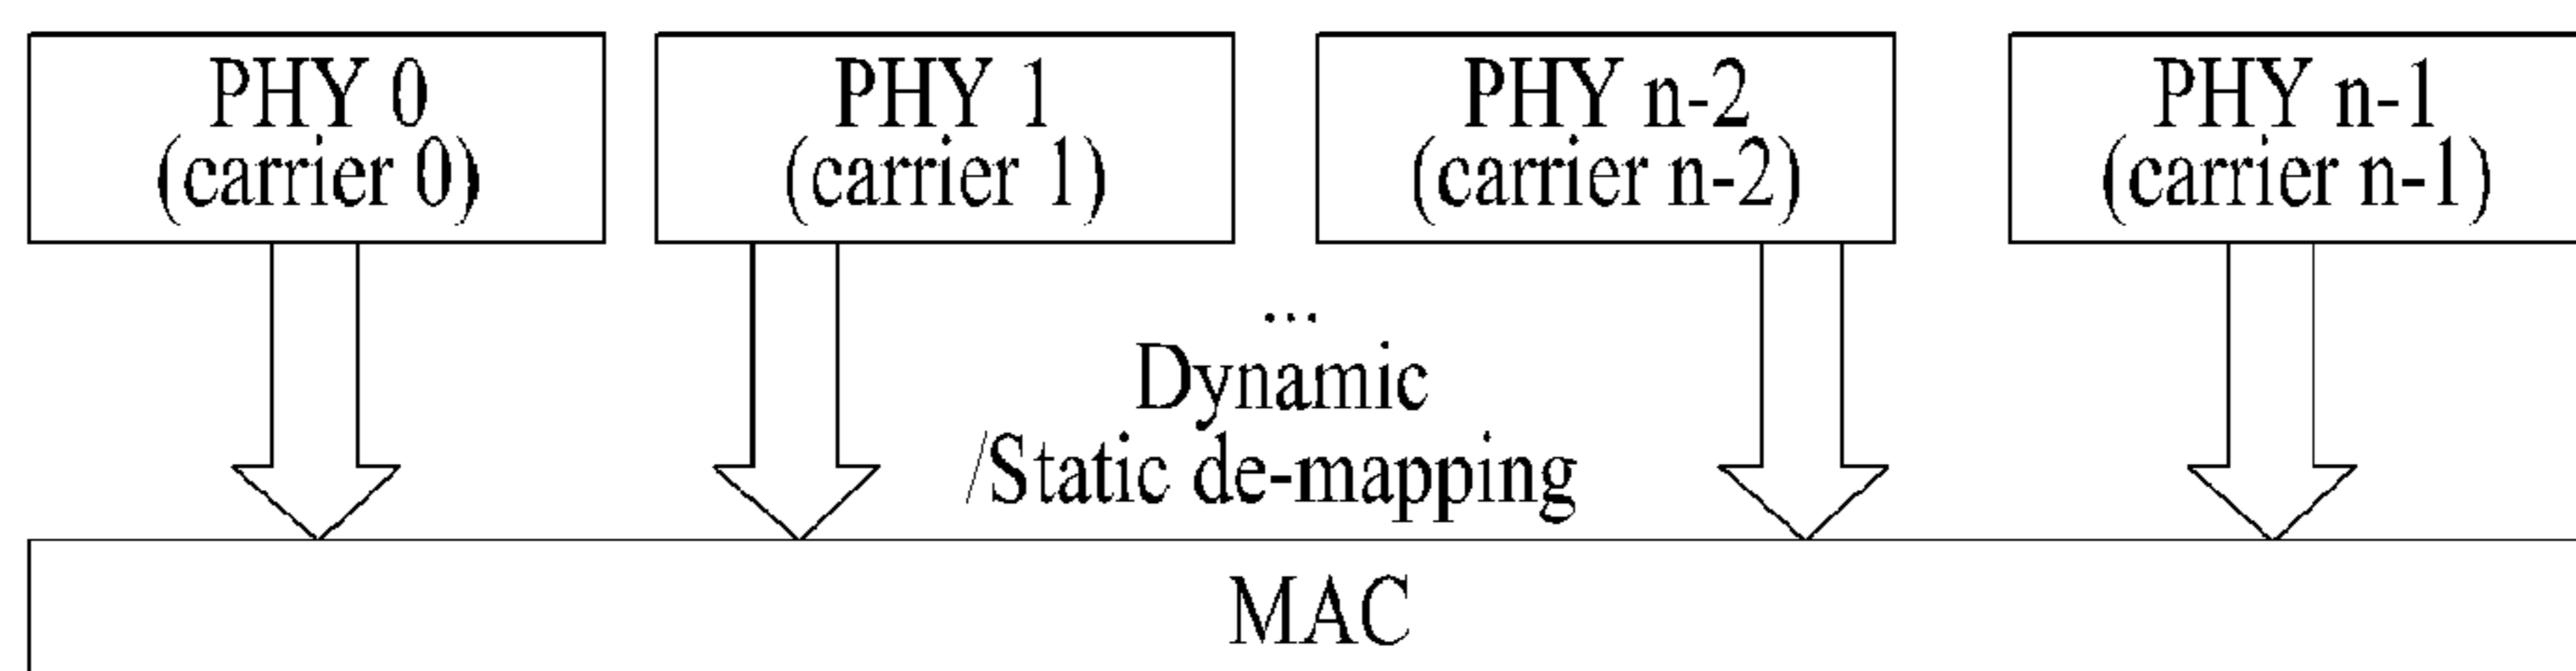 PHY 0
(carrier 0)
PHY 1
(carrier 1)
PHY n-2
(carrier n-2)
PHY n-1
(carrier n-1)
...
Dynamic
/Static de-mapping
MAC